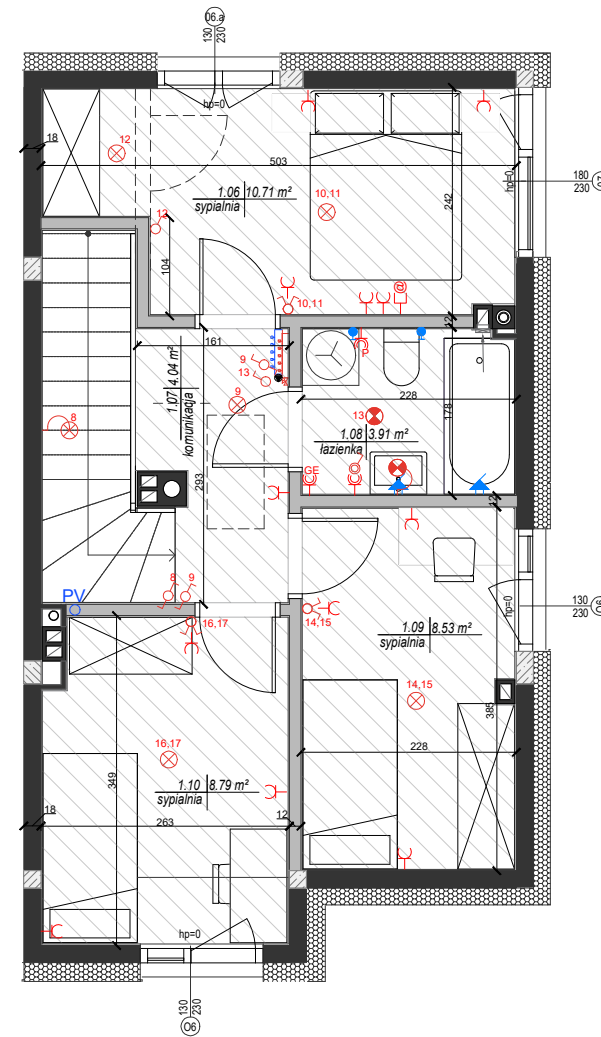 06.a
130
230
hp=0
18
12
503
1.06 10.71 m²
sypialnia
10,11
242
hp=0
180
230
12
104
10,11
@
12
161
9
13
1.07 4.04 m²
komunikacja
9
P
228
178
13
1.08 3.91 m²
łazienka
8
GE
293
12
PV
8
9
16,17
14,15
1.09 8.53 m²
sypialnia
hp=0
130
230
14,15
385
16,17
349
1.10 8.79 m²
sypialnia
228
18
263
12
hp=0
130
230
O6